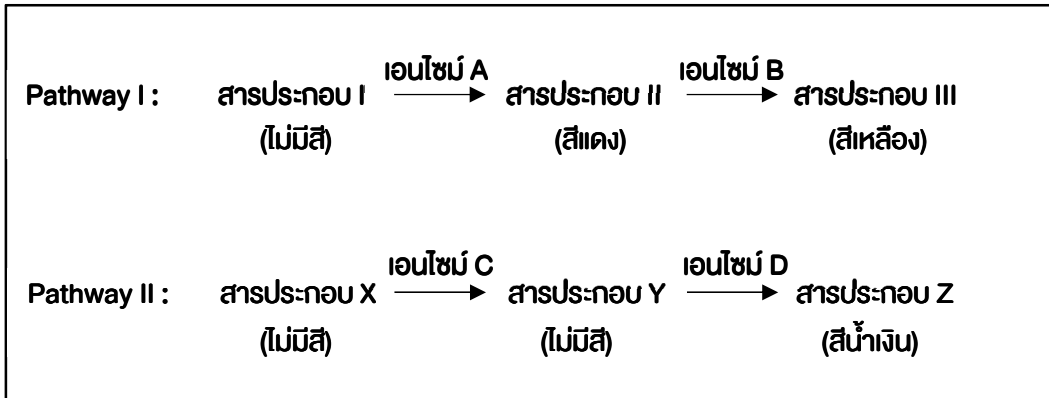 เอนไซม์ A เอนไซม์ B
Pathway I : สารประกอบ I สารประกอบ II สารประกอบ III
(ไม่มีสี) (สีแดง) (สีเหลือง)
เอนไซม์ C เอนไซม์ D
Pathway II : สารประกอบ X สารประกอบ Y สารประกอบ Z
(ไม่มีสี) (ไม่มีสี) (สีน้ำเงิน)